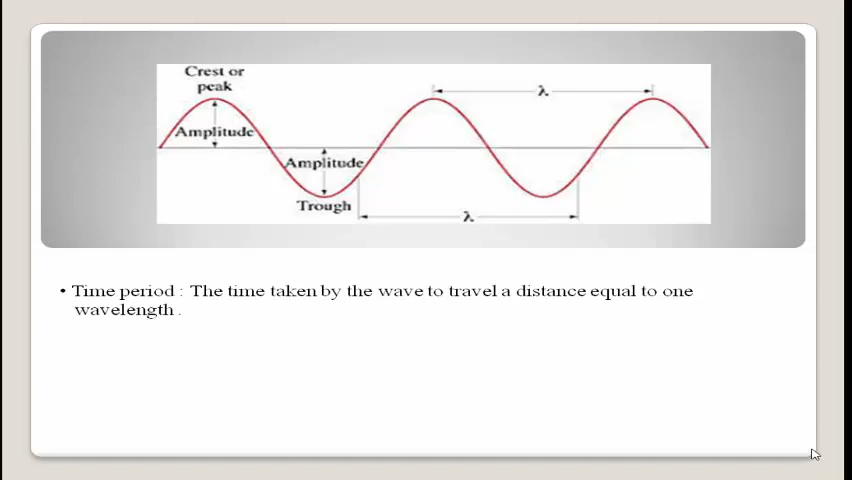 Crest or
peak
λ
Amplitude
Amplitude
Trough
λ
• Time period : The time taken by the wave to travel a distance equal to one
wavelength .